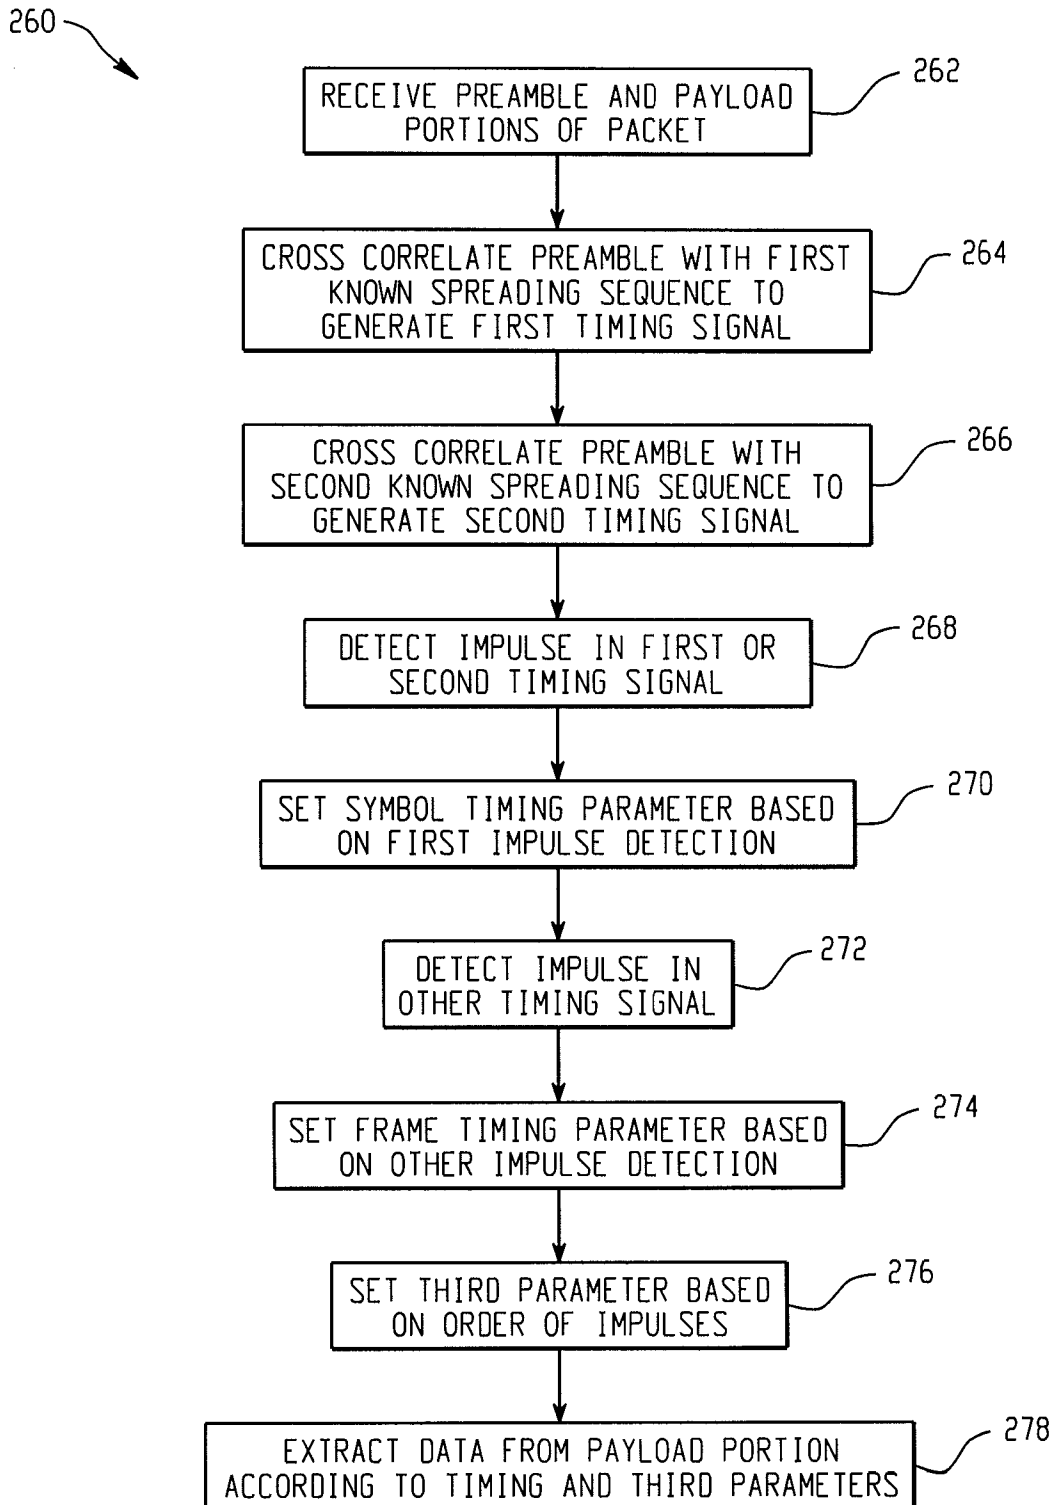 260
262
RECEIVE PREAMBLE AND PAYLOAD
PORTIONS OF PACKET
264
CROSS CORRELATE PREAMBLE WITH FIRST
KNOWN SPREADING SEQUENCE TO
GENERATE FIRST TIMING SIGNAL
266
CROSS CORRELATE PREAMBLE WITH
SECOND KNOWN SPREADING SEQUENCE TO
GENERATE SECOND TIMING SIGNAL
268
DETECT IMPULSE IN FIRST OR
SECOND TIMING SIGNAL
270
SET SYMBOL TIMING PARAMETER BASED
ON FIRST IMPULSE DETECTION
272
DETECT IMPULSE IN
OTHER TIMING SIGNAL
274
SET FRAME TIMING PARAMETER BASED
ON OTHER IMPULSE DETECTION
276
SET THIRD PARAMETER BASED
ON ORDER OF IMPULSES
278
EXTRACT DATA FROM PAYLOAD PORTION
ACCORDING TO TIMING AND THIRD PARAMETERS